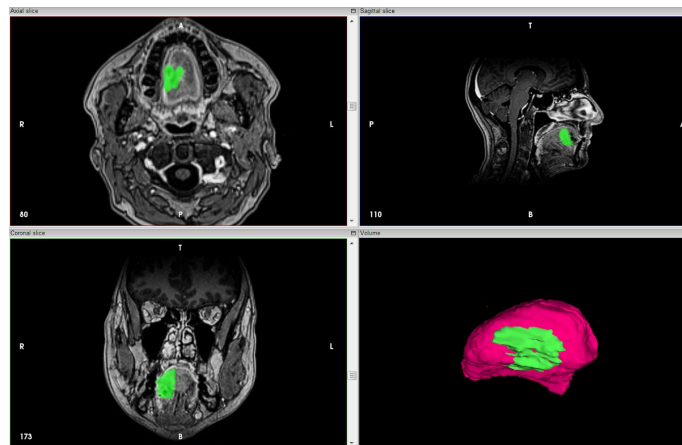 Axial slice
A
R
L
80
P
Sagittal slice
T
P
A
110
B
Coronal slice
T
R
L
173
B
Volume